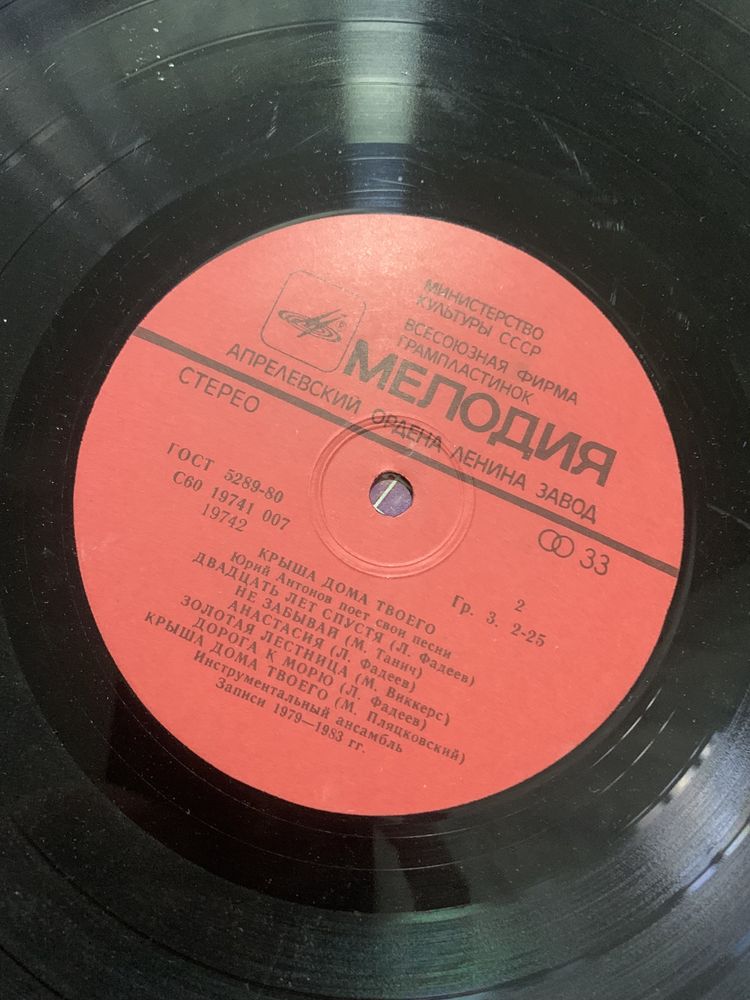 МИНИСТЕРСТВО
КУЛЬТУРЫ СССР
ВСЕСОЮЗНАЯ ФИРМА
ГРАМПЛАСТИНОК
МЕЛОДИЯ
АПРЕЛЕВСКИЙ ОРДЕНА ЛЕНИНА ЗАВОД
СТЕРЕО
33
ГОСТ 5289-80
С60 19741 007
19742
2
Гр. 3. 2-25
КРЫША ДОМА ТВОЕГО
Юрий Антонов поет свои песни
ДВАДЦАТЬ ЛЕТ СПУСТЯ (Л. Фадеев)
НЕ ЗАБЫВАЙ (М. Танич)
АНАСТАСИЯ (Л. Фадеев)
ЗОЛОТАЯ ЛЕСТНИЦА (М. Виккерс)
ДОРОГА К МОРЮ (Л. Фадеев)
КРЫША ДОМА ТВОЕГО (М. Пляцковский)
Инструментальный ансамбль
Записи 1979—1983 гг.